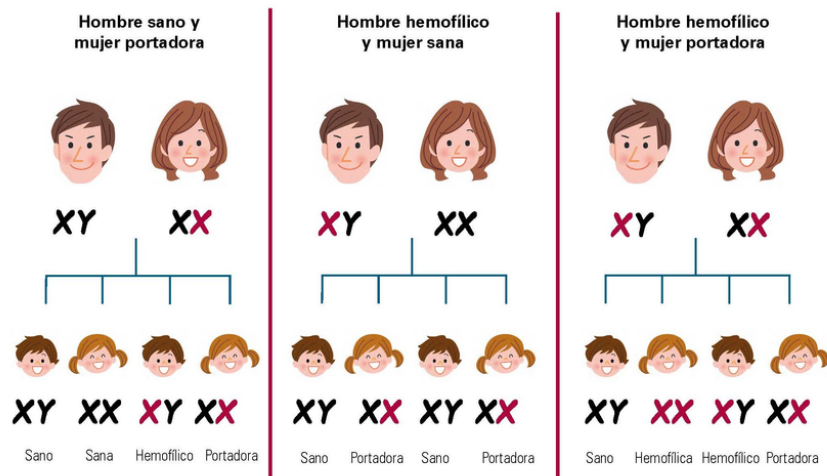 Hombre sano y
mujer portadora
XY XX
XY XX XY XX
Sano Sana Hemofílico Portadora
Hombre hemofílico
y mujer sana
XY XX
XY XX XY XX
Sano Portadora Sano Portadora
Hombre hemofílico
y mujer portadora
XY XX
XY XX XY XX
Sano Hemofílica Hemofílico Portadora